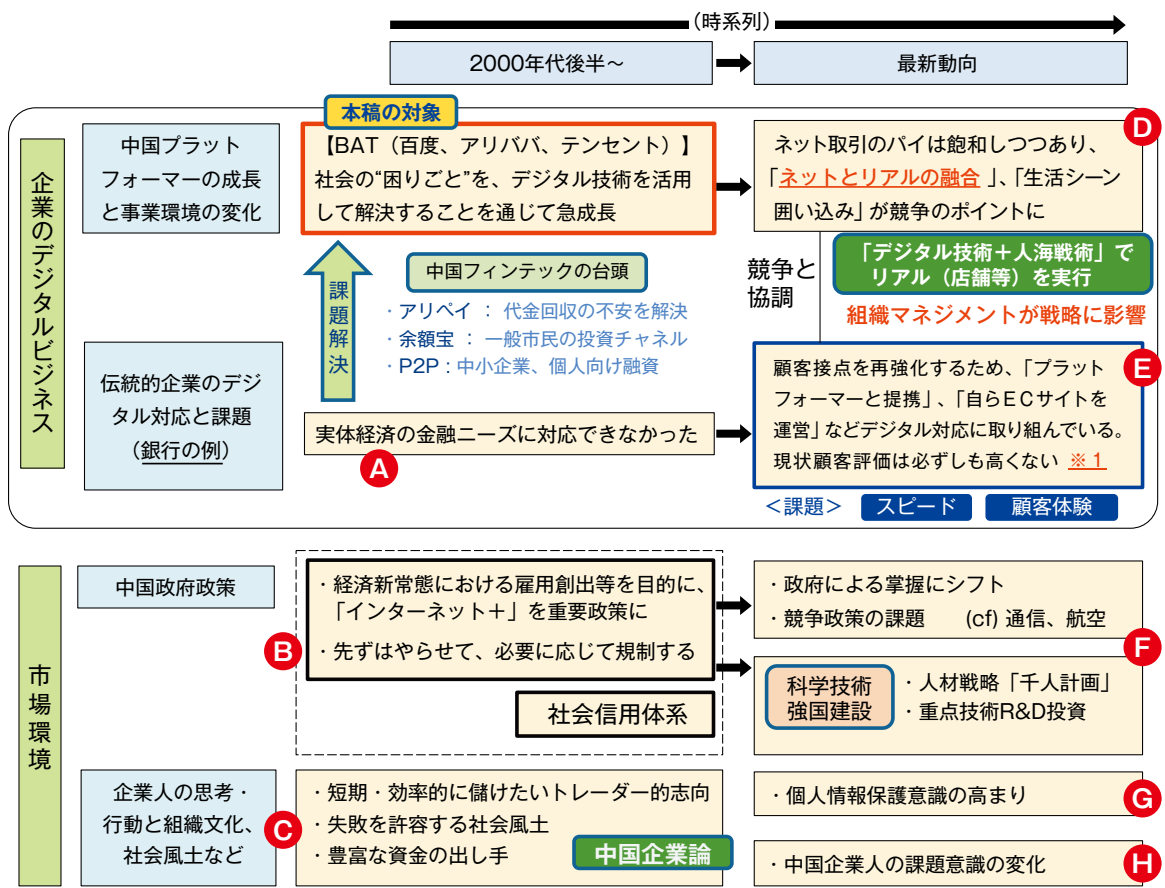 (時系列)
2000年代後半～
最新動向
企業のデジタルビジネス
中国プラット
フォーマーの成長
と事業環境の変化
本稿の対象
【BAT（百度、アリババ、テンセント）】
社会の“困りごと”を、デジタル技術を活用
して解決することを通じて急成長
D
ネット取引のパイは飽和しつつあり、
「ネットとリアルの融合 」、「生活シーン
囲い込み」が競争のポイントに
課題解決
中国フィンテックの台頭
・アリペイ ： 代金回収の不安を解決
・余額宝 ： 一般市民の投資チャネル
・P2P：中小企業、個人向け融資
競争と
協調
「デジタル技術＋人海戦術」で
リアル（店舗等）を実行
組織マネジメントが戦略に影響
伝統的企業のデジ
タル対応と課題
（銀行の例）
実体経済の金融ニーズに対応できなかった
A
E
顧客接点を再強化するため、「プラット
フォーマーと提携」、「自らＥＣサイトを
運営」などデジタル対応に取り組んでいる。
現状顧客評価は必ずしも高くない ※１
＜課題＞
スピード
顧客体験
市場環境
中国政府政策
B
・経済新常態における雇用創出等を目的に、
「インターネット＋」を重要政策に
・先ずはやらせて、必要に応じて規制する
社会信用体系
・政府による掌握にシフト
・競争政策の課題 (cf) 通信、航空
F
科学技術
強国建設
・人材戦略「千人計画」
・重点技術R&D投資
企業人の思考・
行動と組織文化、
社会風土など
C
・短期・効率的に儲けたいトレーダー的志向
・失敗を許容する社会風土
・豊富な資金の出し手
中国企業論
・個人情報保護意識の高まり
G
・中国企業人の課題意識の変化
H